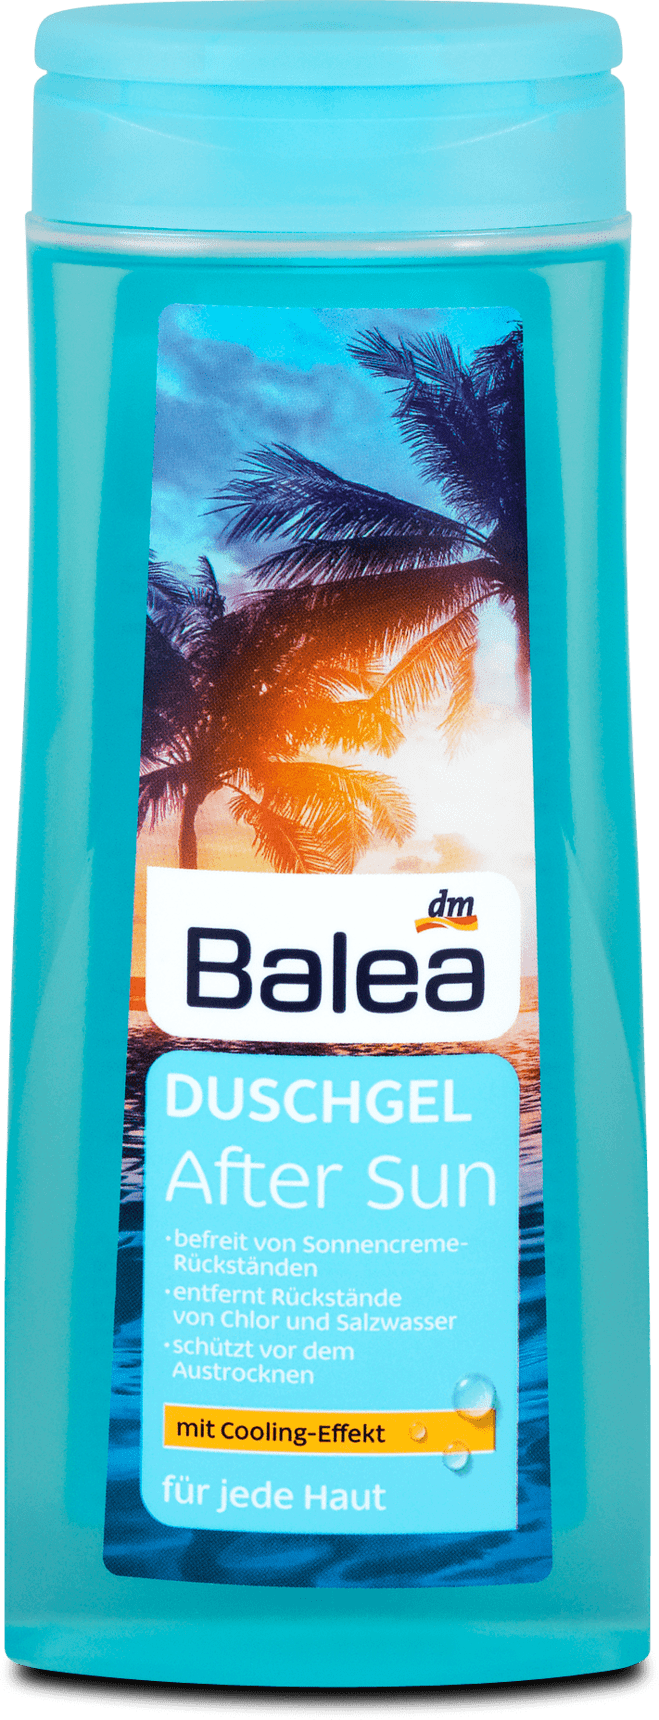 dm
Balea
DUSCHGEL
After Sun
·befreit von Sonnencreme-
Rückständen
·entfernt Rückstände
von Chlor und Salzwasser
·schützt vor dem
Austrocknen
mit Cooling-Effekt
für jede Haut